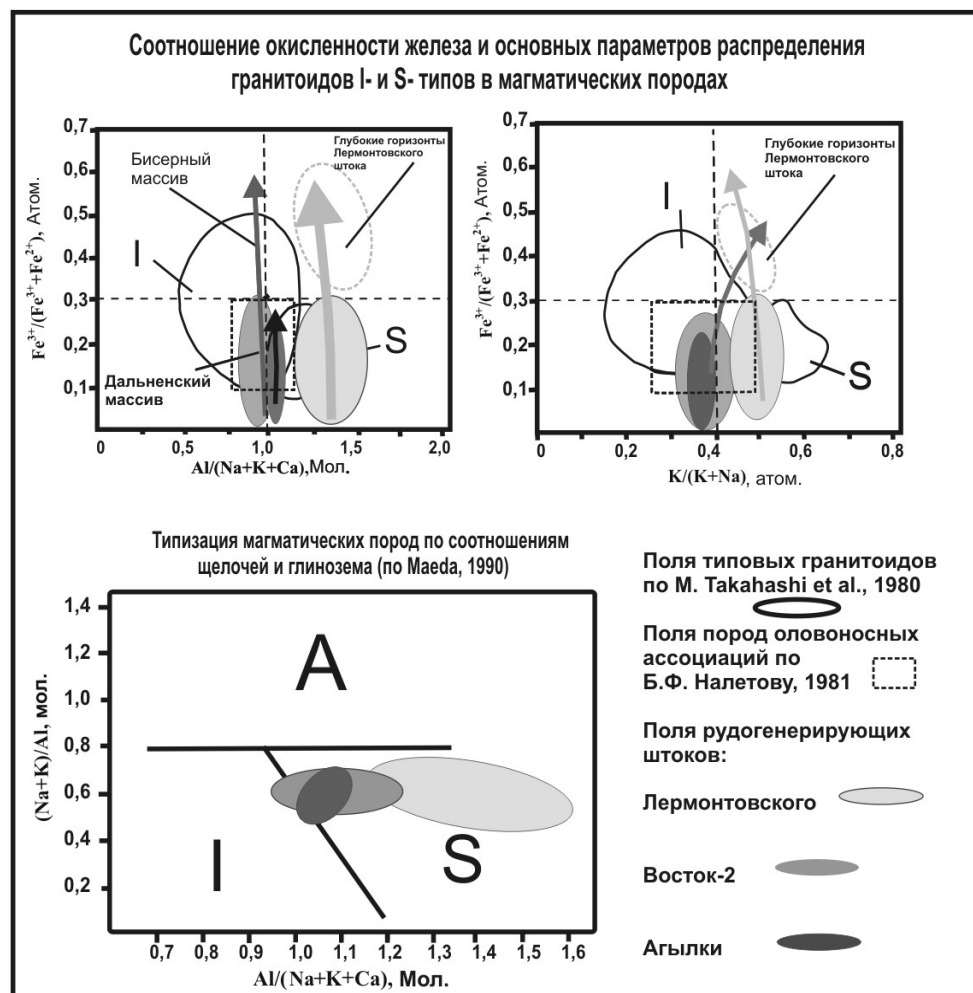 Соотношение окисленности железа и основных параметров распределения
гранитоидов I- и S- типов в магматических породах
Fe³⁺/(Fe³⁺+Fe²⁺), Атом.
0,7
0,6
0,5
0,4
0,3
0,2
0,1
Бисерный
массив
Глубокие горизонты
Лермонтовского
штока
I
S
Дальненский
массив
0
0,5
1,0
1,5
2,0
Al/(Na+K+Ca),Мол.
Fe³⁺/(Fe³⁺+Fe²⁺), Атом.
0,7
0,6
0,5
0,4
0,3
0,2
0,1
Глубокие горизонты
Лермонтовского
штока
I
S
0
0,2
0,4
0,6
0,8
K/(K+Na), атом.
Типизация магматических пород по соотношениям
щелочей и глинозема (по Maeda, 1990)
(Na+K)/Al, мол.
1,4
1,2
1,0
0,8
0,6
0,4
0,2
A
I
S
0,7 0,8 0,9 1,0 1,1 1,2 1,3 1,4 1,5 1,6
Al/(Na+K+Ca), Мол.
Поля типовых гранитоидов
по М. Takahashi et al., 1980
Поля пород оловоносных
ассоциаций по
Б.Ф. Налетову, 1981
Поля рудогенерирующих
штоков:
Лермонтовского
Восток-2
Агылки